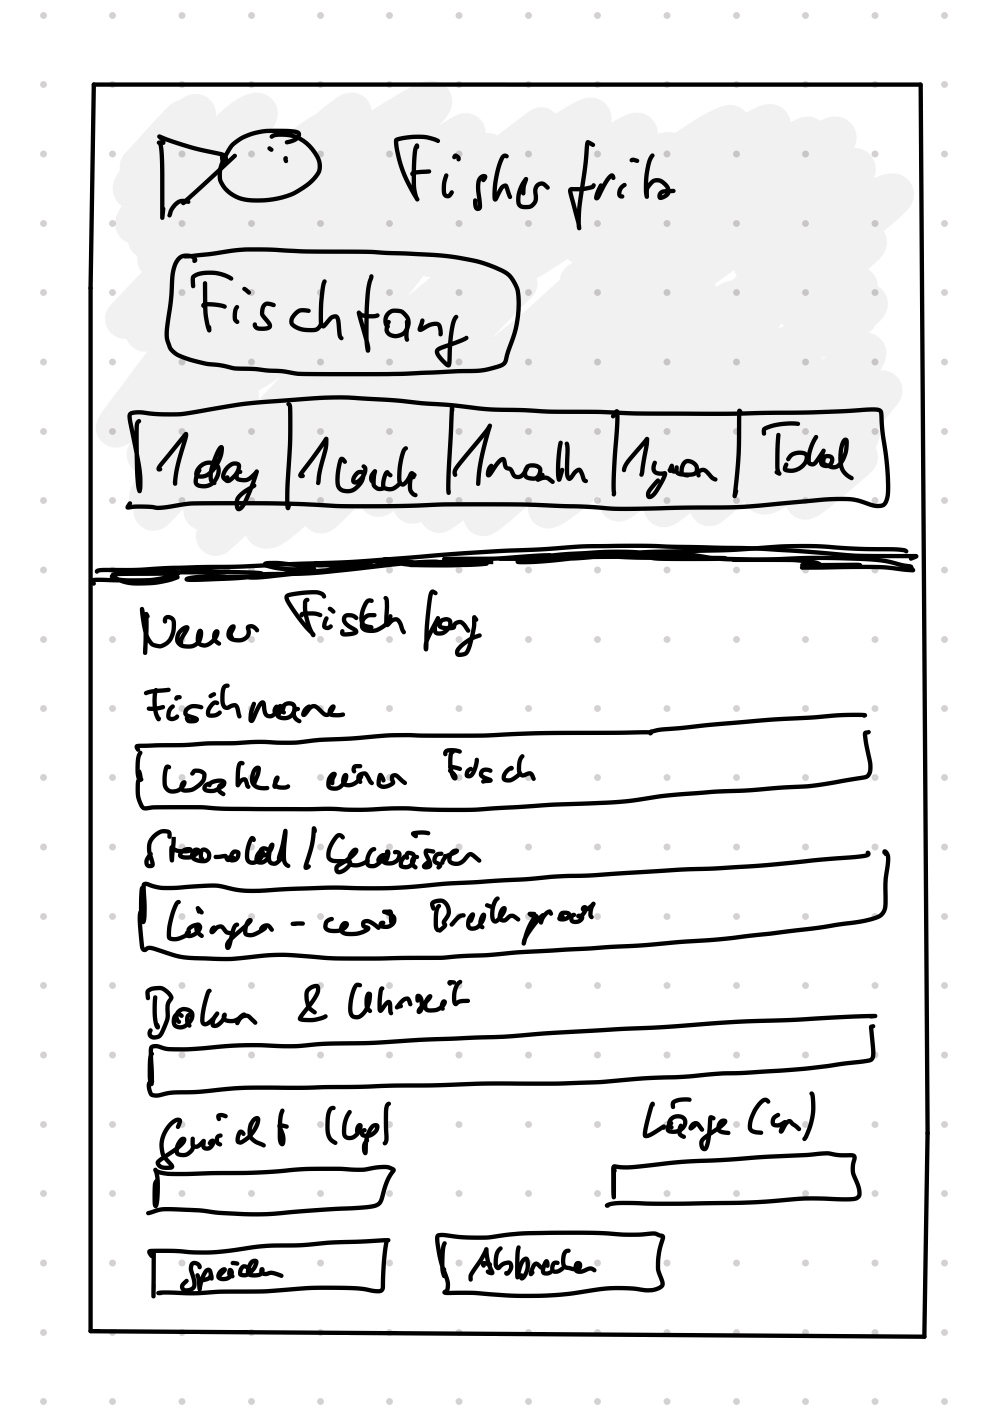 Fisher fritz
Fischfang
1 day 1 week 1 month 1 year Total
Neuer Fischfang
Fischname
Wähle einen Fisch
/ Gewässer
Längen - und Breitengrad
Datum & Uhrzeit
Gewicht (kg) Länge (cm)
Speichern Abbrechen